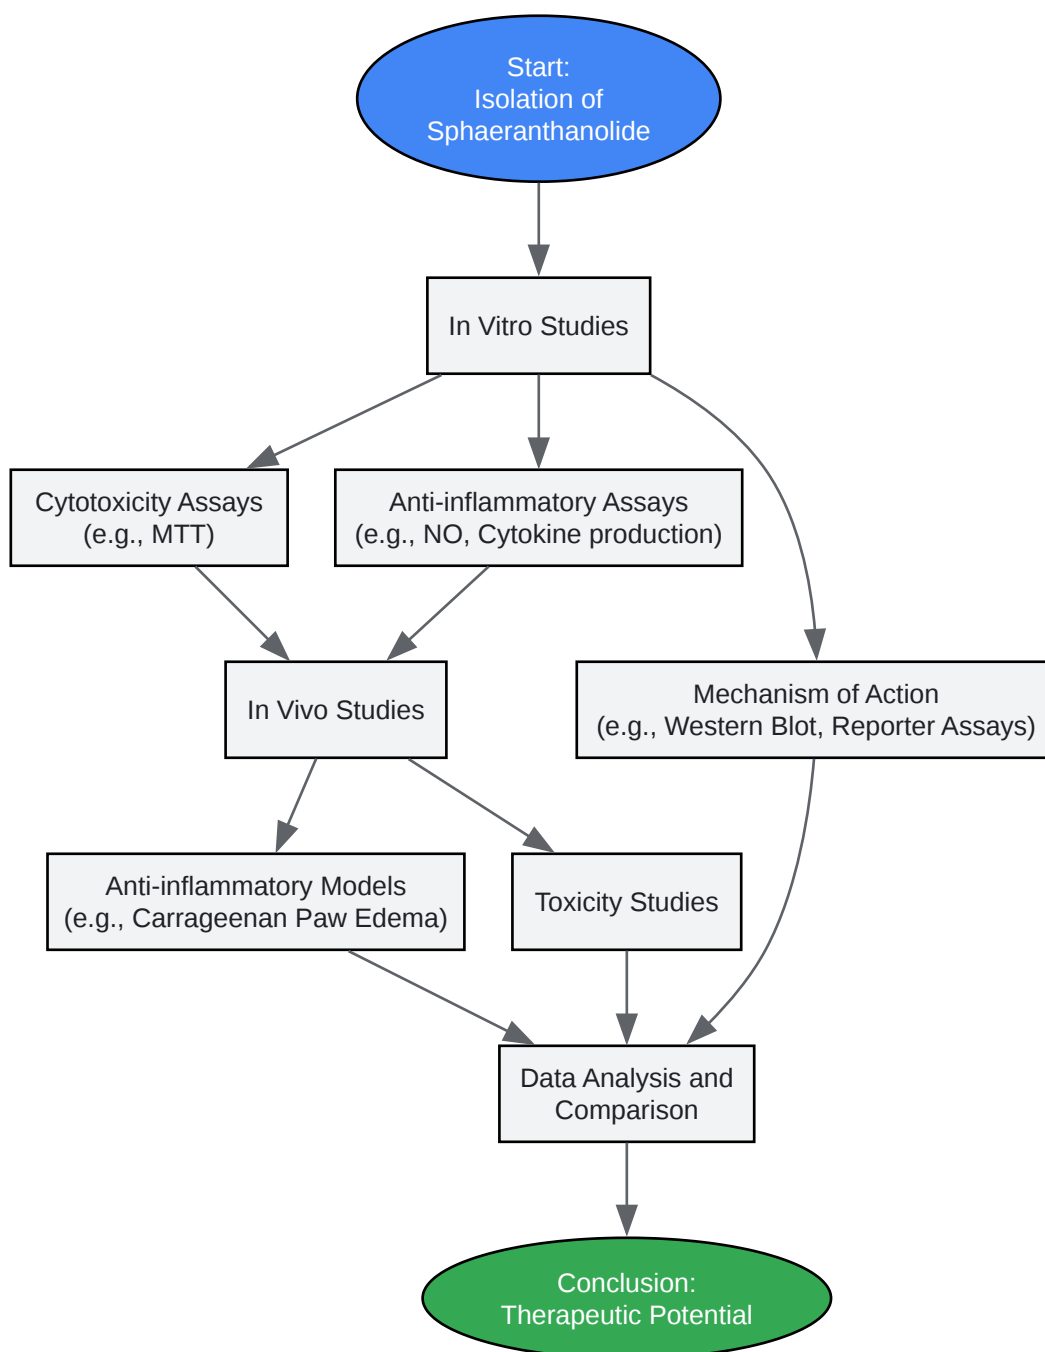 Start:
Isolation of
Sphaeranthanolide
In Vitro Studies
Cytotoxicity Assays
(e.g., MTT)
Anti-inflammatory Assays
(e.g., NO, Cytokine production)
In Vivo Studies
Mechanism of Action
(e.g., Western Blot, Reporter Assays)
Anti-inflammatory Models
(e.g., Carrageenan Paw Edema)
Toxicity Studies
Data Analysis and
Comparison
Conclusion:
Therapeutic Potential